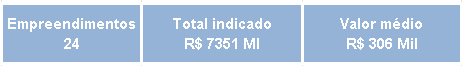 Empreendimentos
24
Total indicado
R$ 7351 MI
Valor médio
R$ 306 Mil